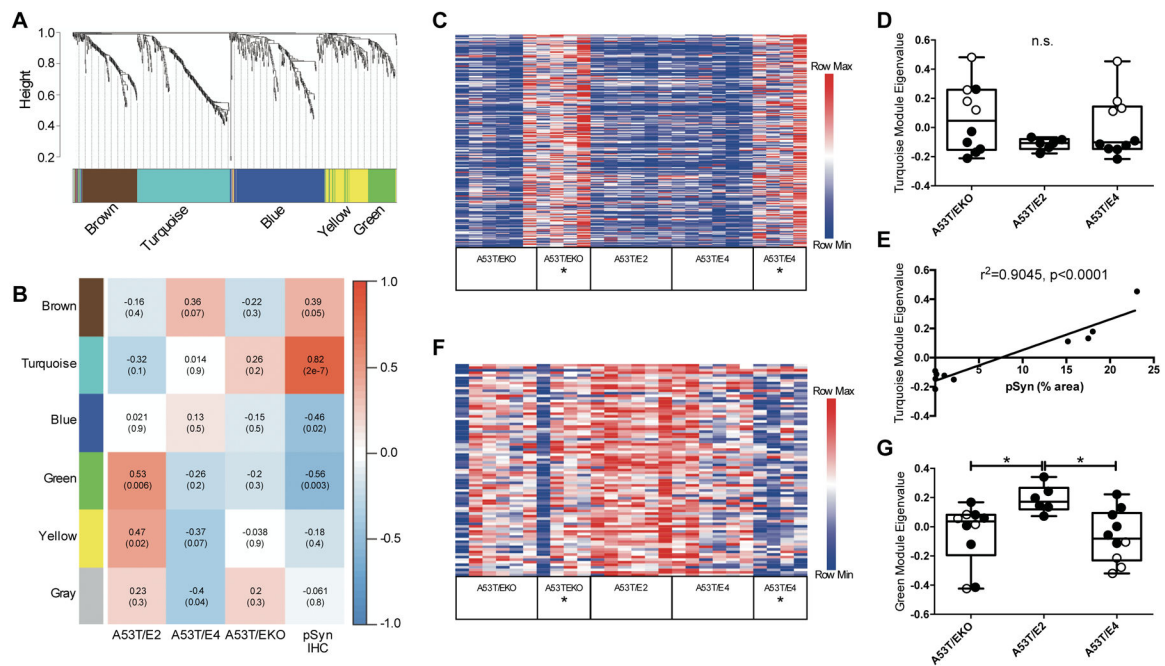 A
Height
1.0
0.8
0.6
0.4
0.2
Brown
Turquoise
Blue
Yellow
Green
B
Brown
-0.16 0.36 -0.22 0.39
(0.4) (0.07) (0.3) (0.05)
Turquoise
-0.32 0.014 0.26 0.82
(0.1) (0.9) (0.2) (2e-7)
Blue
0.021 0.13 -0.15 -0.46
(0.9) (0.5) (0.5) (0.02)
Green
0.53 -0.26 -0.2 -0.56
(0.006) (0.2) (0.3) (0.003)
Yellow
0.47 -0.37 -0.038 -0.18
(0.02) (0.07) (0.9) (0.4)
Gray
0.23 -0.4 0.2 -0.061
(0.3) (0.04) (0.3) (0.8)
A53T/E2 A53T/E4 A53T/EKO pSyn
IHC
1.0
0.5
0.0
-0.5
-1.0
C
Row Max
Row Min
A53T/EKO A53T/EKO A53T/E2 A53T/E4 A53T/E4
* *
D
Turquoise Module Eigenvalue
n.s.
0.6
0.4
0.2
0.0
-0.2
-0.4
A53T/EKO
A53T/E2
A53T/E4
E
Turquoise Module Eigenvalue
r2=0.9045, p<0.0001
0.6
0.4
0.2
0.0
-0.2
-0.4
5 10 15 20 25
pSyn (% area)
F
Row Max
Row Min
A53T/EKO A53TEKO A53T/E2 A53T/E4 A53T/E4
* *
G
Green Module Eigenvalue
* *
0.4
0.2
-0.0
-0.2
-0.4
-0.6
A53T/EKO
A53T/E2
A53T/E4